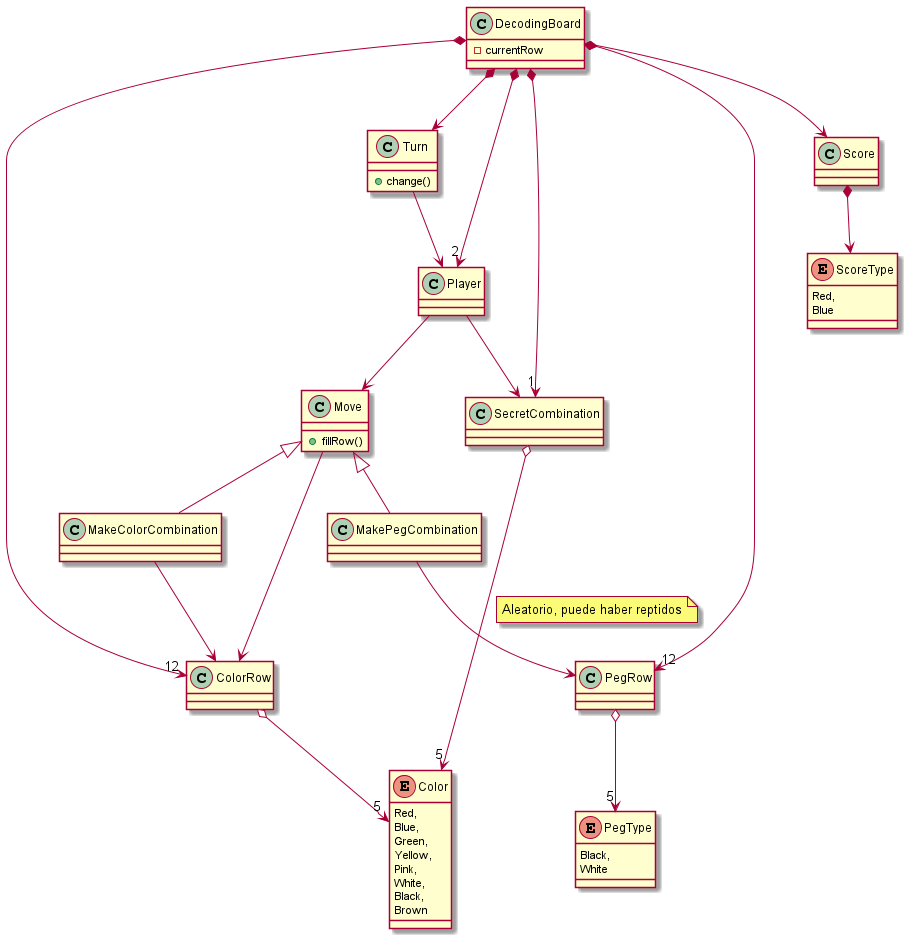 C DecodingBoard
currentRow
C Turn
change()
C Score
2
C Player
E ScoreType
Red,
Blue
1
C Move
fillRow()
C SecretCombination
C MakeColorCombination
C MakePegCombination
Aleatorio, puede haber reptidos
12
C ColorRow
12
C PegRow
5
E Color
Red,
Blue,
Green,
Yellow,
Pink,
White,
Black,
Brown
5
5
E PegType
Black,
White